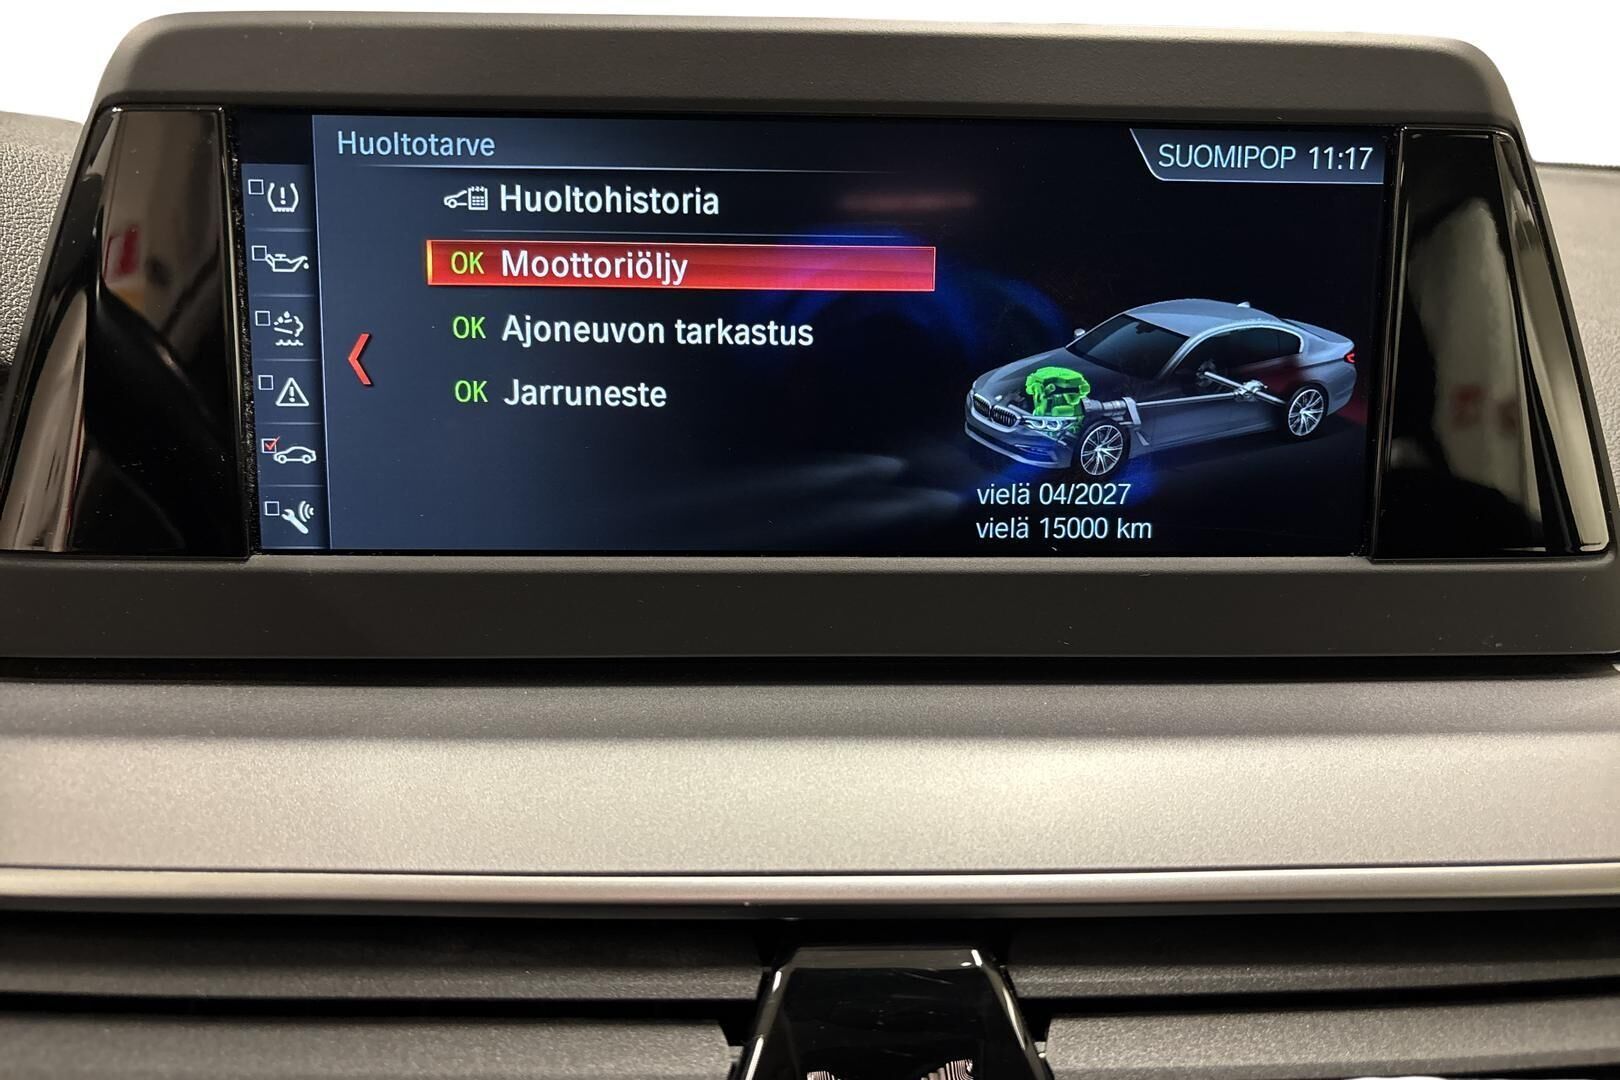 Huoltotarve
SUOMIPOP 11:17
Huoltohistoria
OK Moottoriöljy
OK Ajoneuvon tarkastus
OK Jarruneste
vielä 04/2027
vielä 15000 km